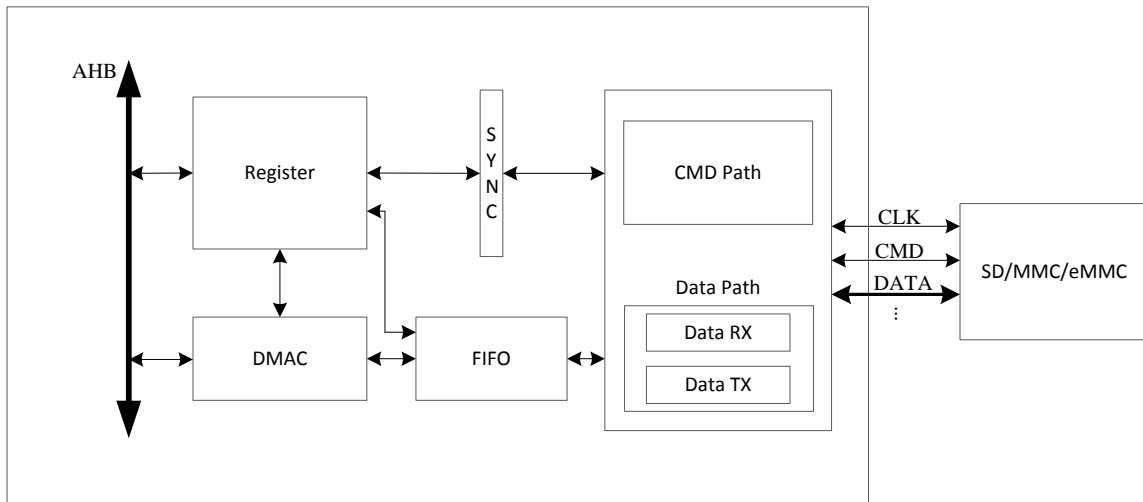 AHB
Register
S
Y
N
C
CMD Path
CLK
CMD
DATA
...
SD/MMC/eMMC
Data Path
Data RX
Data TX
DMAC
FIFO